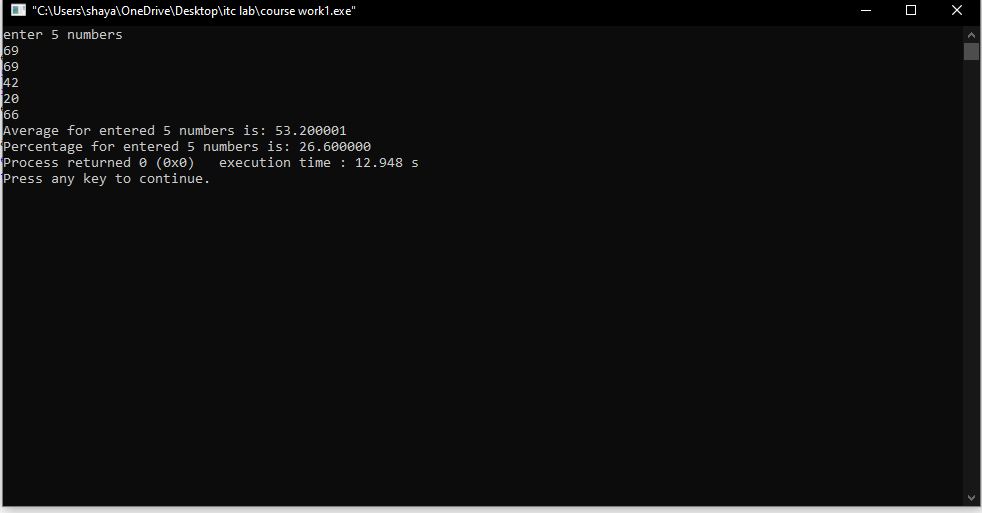 "C:\Users\shaya\OneDrive\Desktop\itc lab\course work1.exe"
enter 5 numbers
69
69
42
20
66
Average for entered 5 numbers is: 53.200001
Percentage for entered 5 numbers is: 26.600000
Process returned 0 (0x0)   execution time : 12.948 s
Press any key to continue.